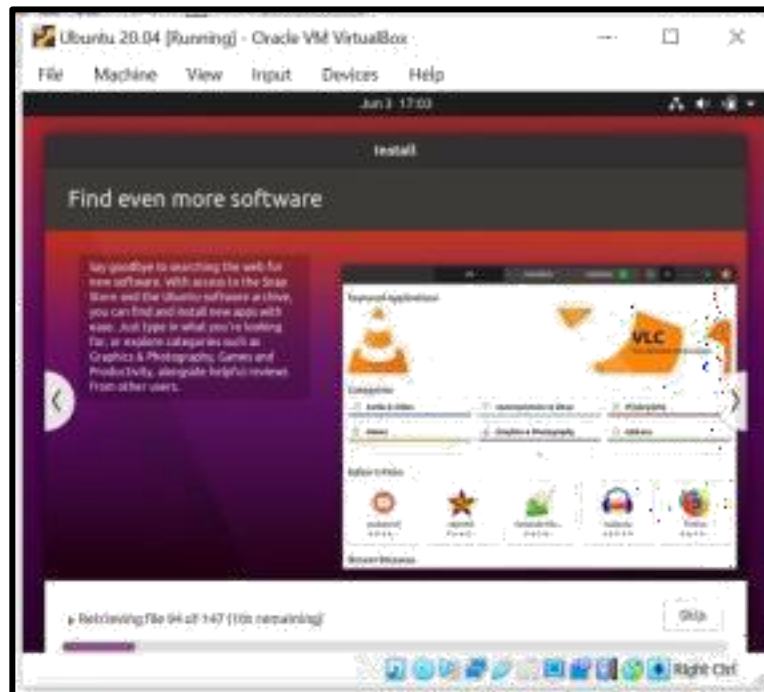 Ubuntu 20.04 [Running] - Oracle VM VirtualBox
File Machine View Input Devices Help
Jun 3 17:03
Install
Find even more software
Say goodbye to searching the web for
new software. With access to the Snap
Store and the Ubuntu software archive,
you can find and install new apps with
ease. Just type in what you're looking
for, or explore categories such as
Graphics & Photography, Games and
Productivity, alongside helpful reviews
from other users.
VLC
Graphics & Photography
Retrieving file 94 of 147 (10s remaining)
Skip
Right Ctrl